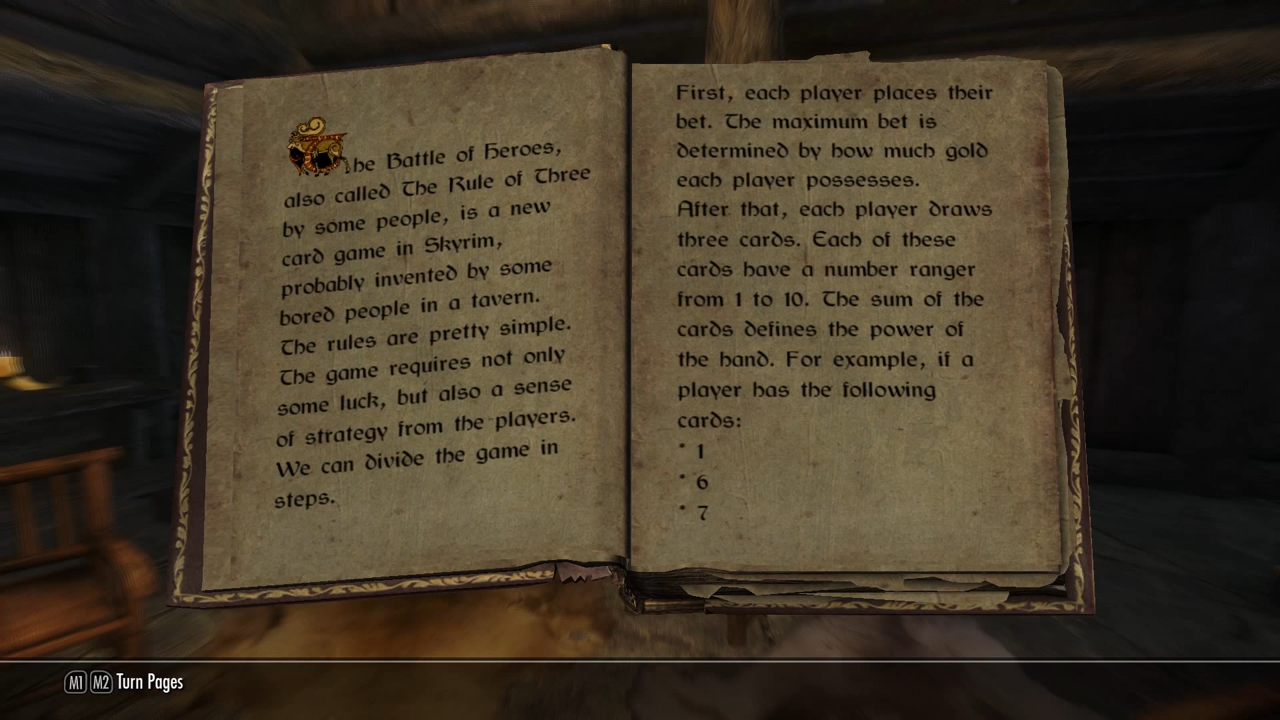 The Battle of Heroes,
also called The Rule of Three
by some people, is a new
card game in Skyrim,
probably invented by some
bored people in a tavern.
The rules are pretty simple.
The game requires not only
some luck, but also a sense
of strategy from the players.
We can divide the game in
steps.
First, each player places their
bet. The maximum bet is
determined by how much gold
each player possesses.
After that, each player draws
three cards. Each of these
cards have a number ranger
from 1 to 10. The sum of the
cards defines the power of
the hand. For example, if a
player has the following
cards:
* 1
* 6
* 7
M1 M2 Turn Pages